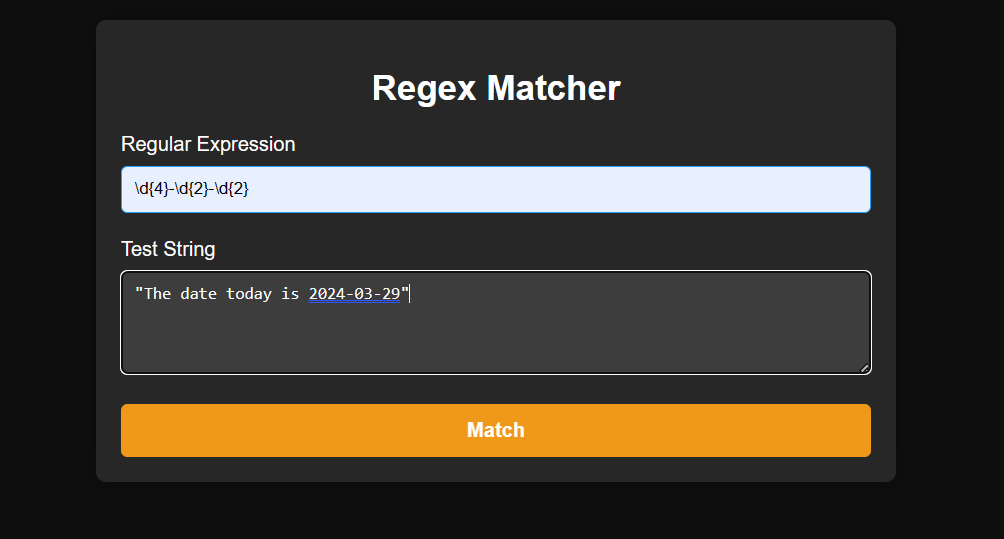 Regex Matcher
Regular Expression
\d{4}-\d{2}-\d{2}
Test String
"The date today is 2024-03-29"
Match